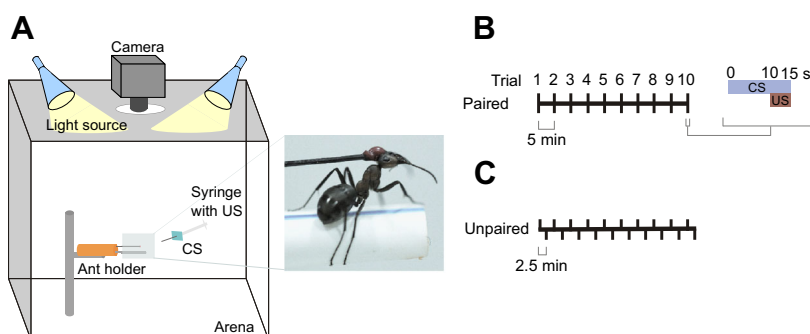 A
Camera
Light source
Syringe
with US
CS
Ant holder
Arena
B
Trial 1 2 3 4 5 6 7 8 9 10
Paired
5 min
0 10 15 s
CS
US
C
Unpaired
2.5 min